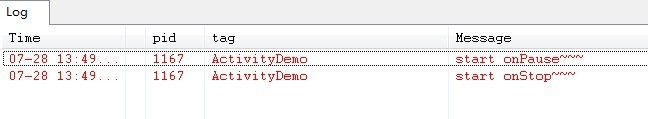 Log
Time pid tag Message
07-28 13:49... 1167 ActivityDemo start onPause~~~
07-28 13:49... 1167 ActivityDemo start onStop~~~